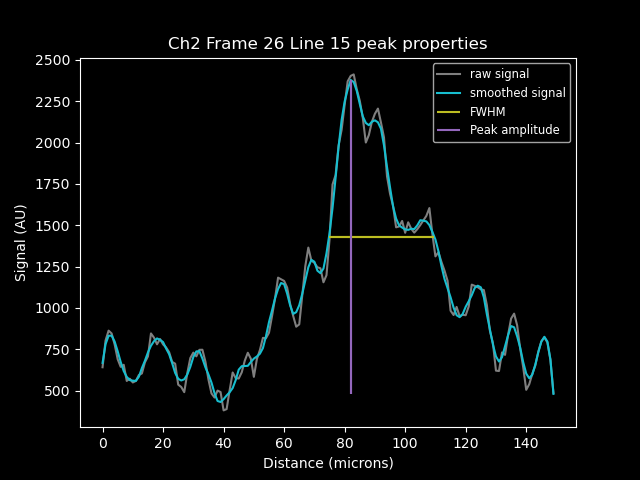 Ch2 Frame 26 Line 15 peak properties
raw signal
smoothed signal
FWHM
Peak amplitude
Signal (AU)
2500
2250
2000
1750
1500
1250
1000
750
500
0 20 40 60 80 100 120 140
Distance (microns)